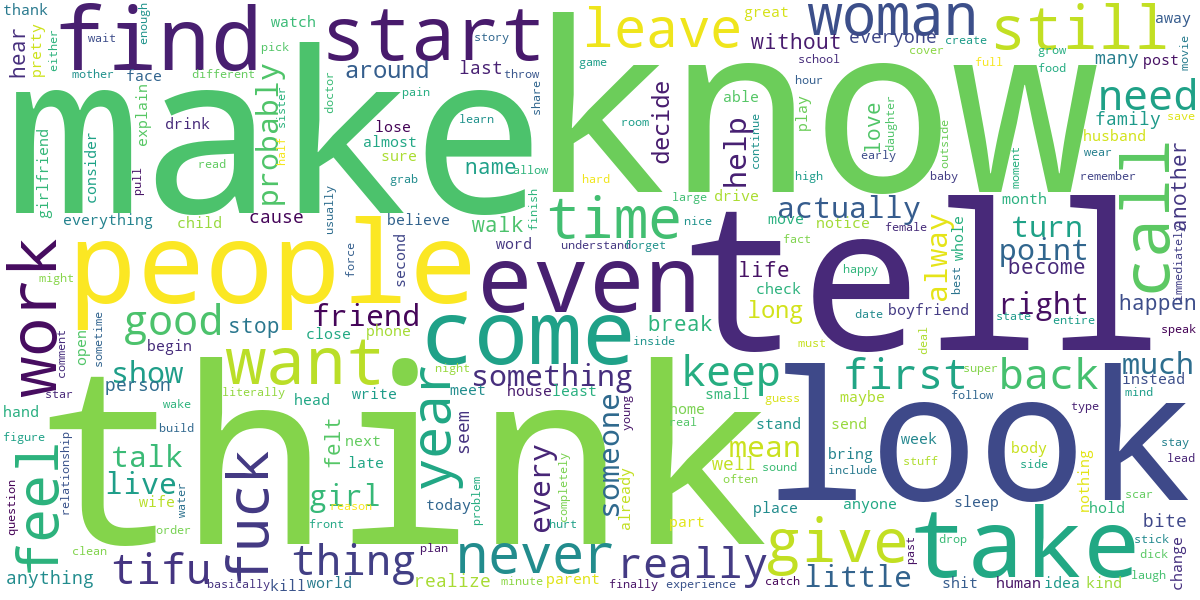 thank
find
start
leave
great
woman
still
away
hear
pretty
either
wait
enough
watch
story
without
everyone
cover
create
grow
movie
mother
face
different
pick
around
last
throw
game
school
full
food
many
post
make
know
probably
sister
doctor
pain
share
hour
able
play
need
explain
drink
lose
learn
room
decide
help
continue
love
daughter
early
outside
family
save
girlfriend
consider
pull
read
half
almost
sure
grab
name
allow
hard
high
baby
moment
husband
wear
remember
call
another
immediately
everything
child
cause
usually
believe
walk
finish
time
large
drive
nice
move
notice
actually
female
month
turn
work
might
people
force
second
word
even
understand
forget
fact
life
check
happy
tell
alway
best
whole
point
become
right
happen
good
stop
friend
close
phone
come
inside
break
long
must
date
boyfriend
deal
state
entire
speak
comment
open
sometime
begin
want
night
something
keep
first
super
back
much
show
person
star
literally
head
write
year
meet
seem
house
least
someone
young
small
guess
maybe
follow
type
instead
mind
hand
wake
build
think
home
real
look
send
figure
relationship
talk
felt
next
late
mean
stand
week
body
stay
feel
live
wife
water
fuck
girl
reason
every
completely
already
well
often
sound
bring
include
stuff
side
lead
nothing
question
order
front
today
problem
hurt
part
place
anyone
sleep
hold
scar
clean
tifu
thing
plan
never
really
give
past
take
drop
stick
bite
change
anything
basically
kill
world
realize
minute
parent
finally
experience
catch
little
shit
human
idea
kind
dick
laugh